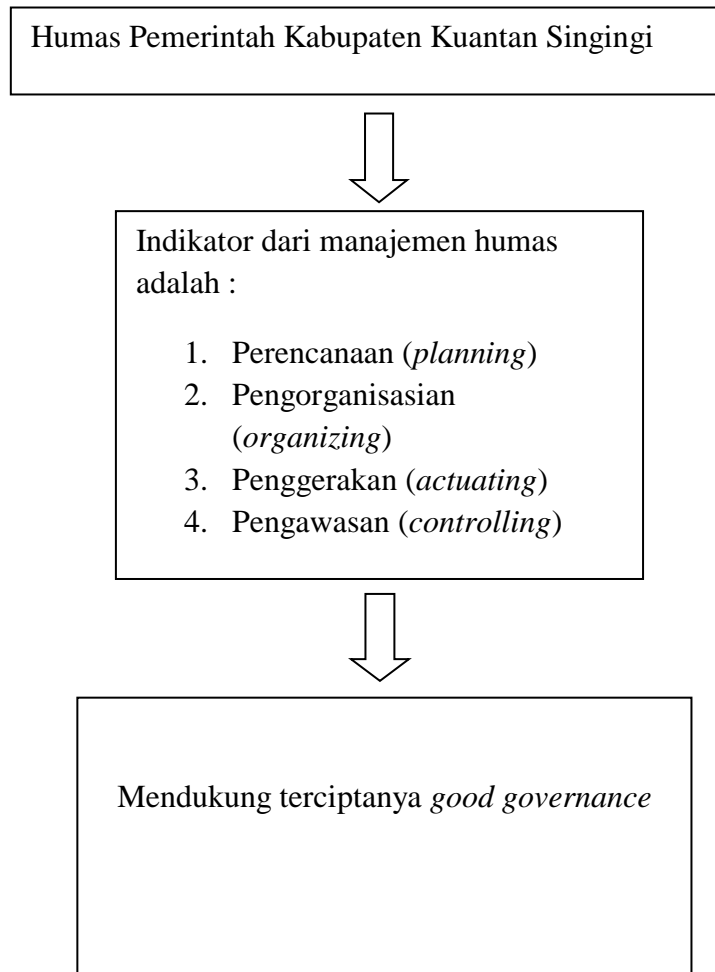 Humas Pemerintah Kabupaten Kuantan Singingi
Indikator dari manajemen humas
adalah :
1. Perencanaan (planning)
2. Pengorganisasian
(organizing)
3. Penggerakan (actuating)
4. Pengawasan (controlling)
Mendukung terciptanya good governance